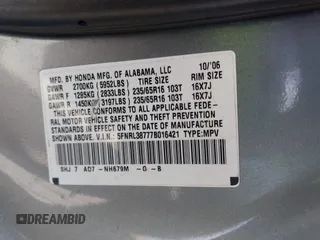 MFD. BY HONDA MFG. OF ALABAMA, LLC 10/'06
GVWR 2700KG (5952LBS) TIRE SIZE RIM SIZE
GAWR F 1285KG (2833LBS) 235/65R16 103T 16X7J
GAWR R 1450KG (3197LBS) 235/65R16 103T 16X7J
THIS VEHICLE CONFORMS TO ALL APPLICABLE FEDE-
RAL MOTOR VEHICLE SAFETY AND THEFT PREVENTION
STANDARDS IN EFFECT ON THE DATE OF MANUFACTURE
SHOWN ABOVE. V.I.N.: 5FNRL38777B016421 TYPE:MPV
SHJ 7 AD7 -NH679M -G -B
DREAMBID